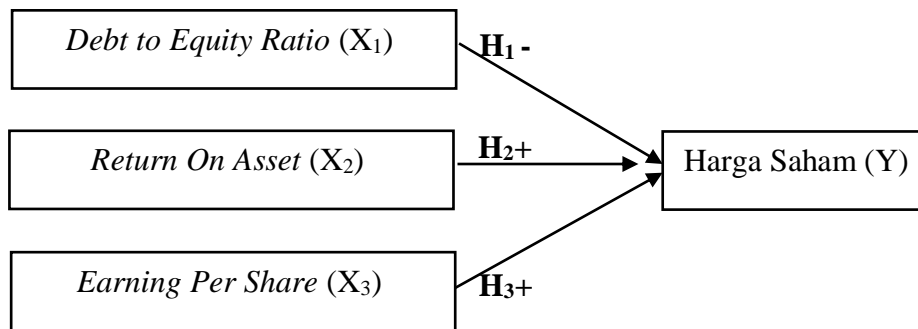 Debt to Equity Ratio (X₁)
H₁ -
Return On Asset (X₂)
H₂+
Harga Saham (Y)
Earning Per Share (X₃)
H₃+